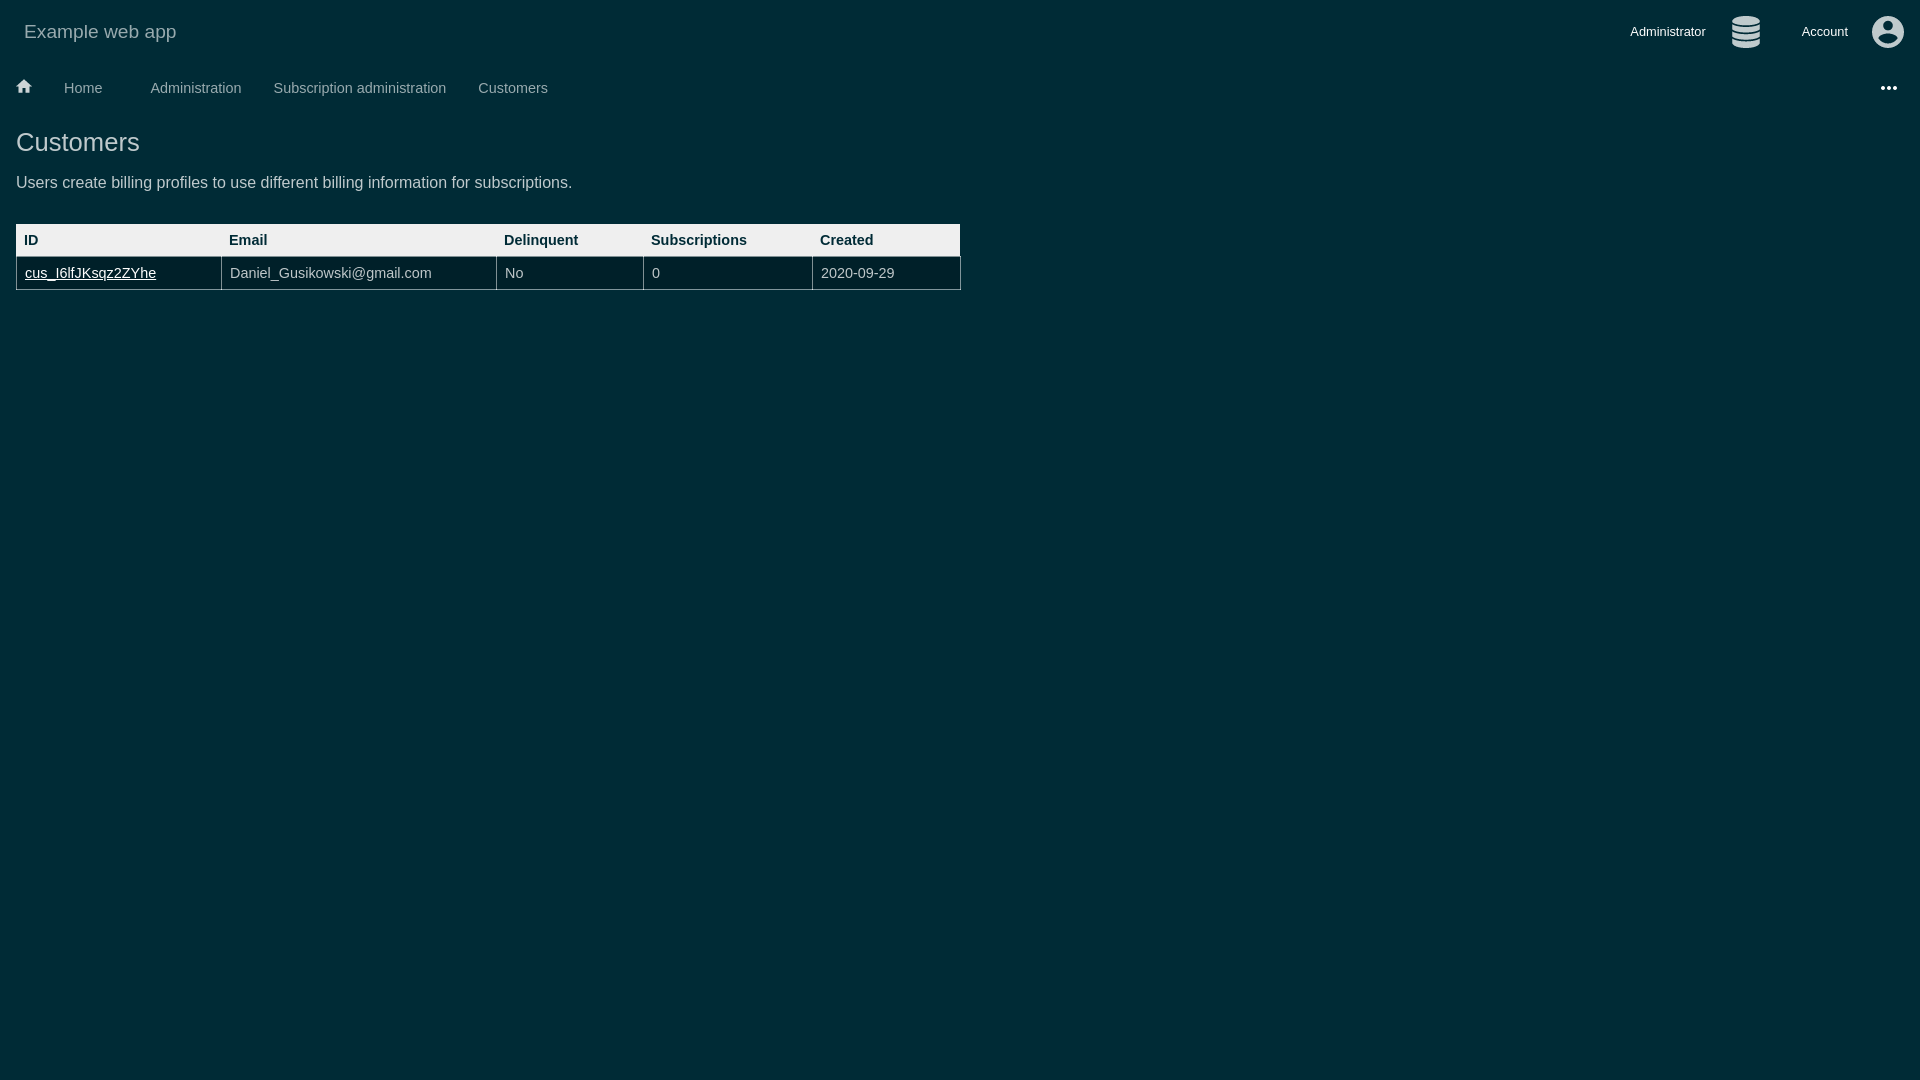 Example web app
Administrator
Account
Home
Administration
Subscription administration
Customers
Customers
Users create billing profiles to use different billing information for subscriptions.
ID Email Delinquent Subscriptions Created
cus_I6lfJKsqz2ZYhe Daniel_Gusikowski@gmail.com No 0 2020-09-29